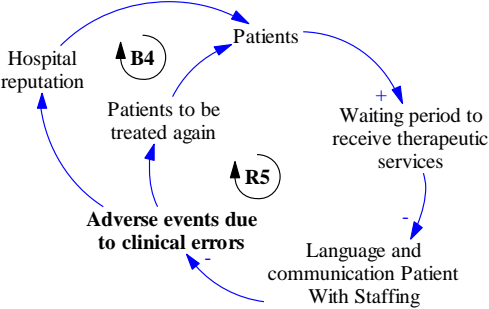 Patients
B4
Hospital
reputation
Patients to be
treated again
+
Waiting period to
receive therapeutic
services
R5
-
Adverse events due
to clinical errors
-
Language and
communication Patient
With Staffing